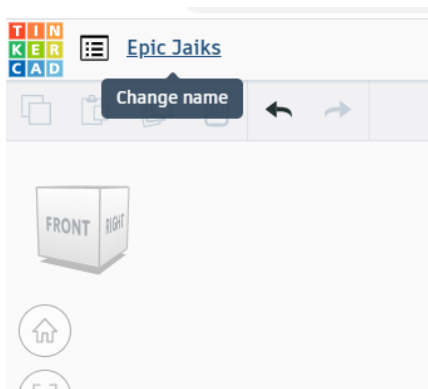 TIN
KER
CAD
Epic Jaiks
Change name
FRONT
RIGHT